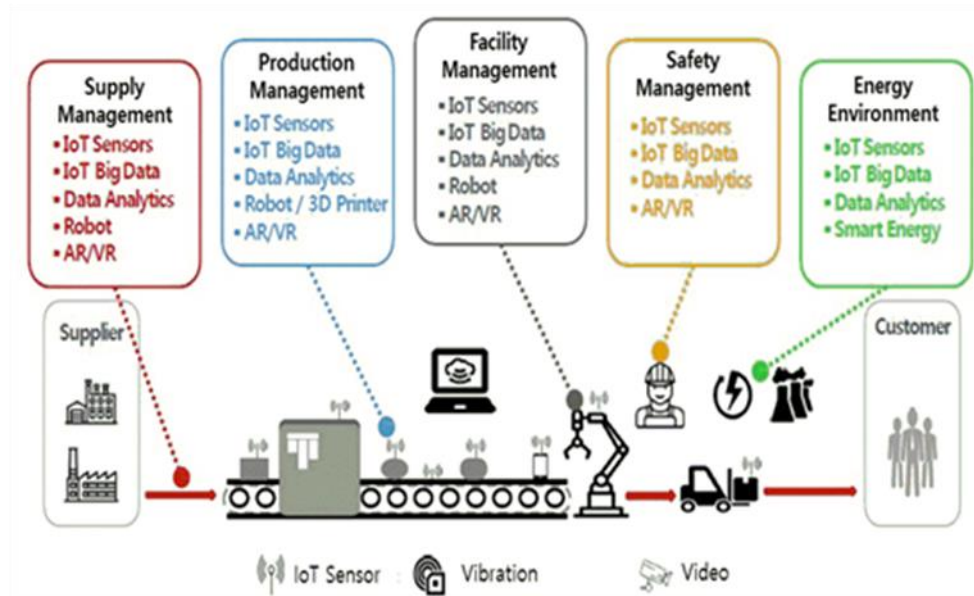 Supply
Management
▪ IoT Sensors
▪ IoT Big Data
▪ Data Analytics
▪ Robot
▪ AR/VR
Production
Management
▪ IoT Sensors
▪ IoT Big Data
▪ Data Analytics
▪ Robot / 3D Printer
▪ AR/VR
Facility
Management
▪ IoT Sensors
▪ IoT Big Data
▪ Data Analytics
▪ Robot
▪ AR/VR
Safety
Management
▪ IoT Sensors
▪ IoT Big Data
▪ Data Analytics
▪ AR/VR
Energy
Environment
▪ IoT Sensors
▪ IoT Big Data
▪ Data Analytics
▪ Smart Energy
Supplier
Customer
IoT Sensor :
Vibration
Video